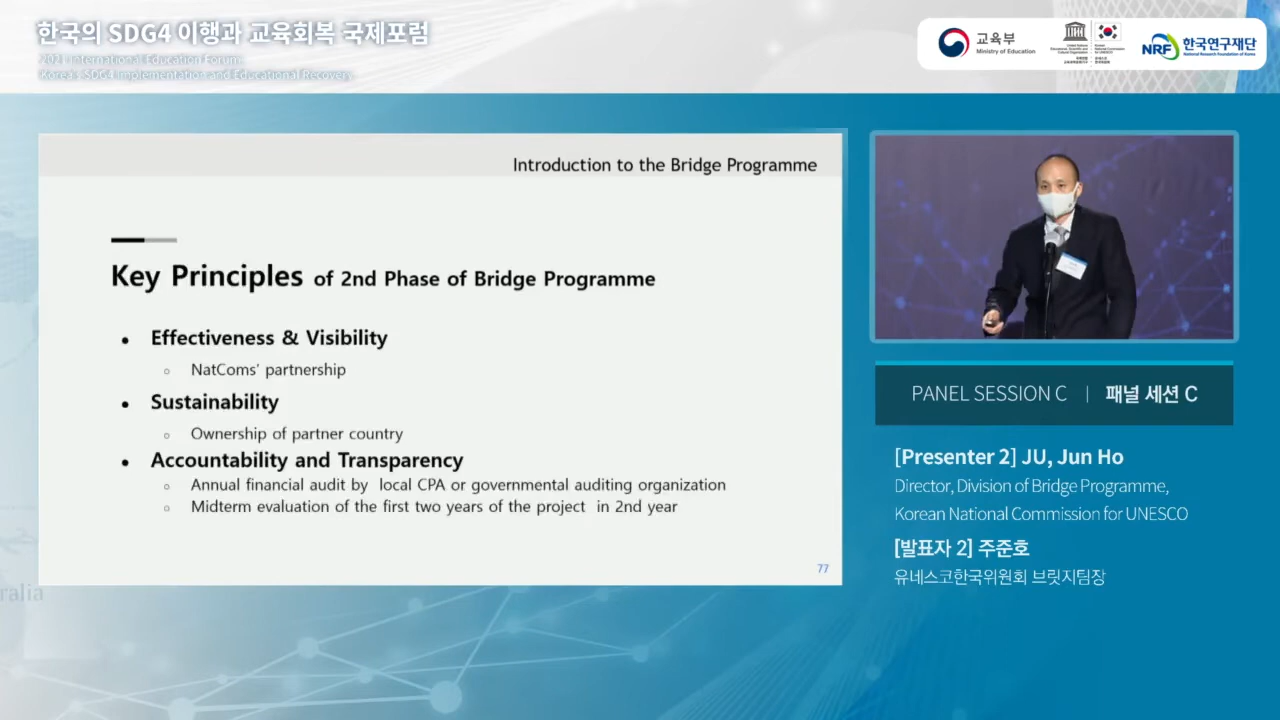 한국의 SDG4 이행과 교육회복 국제포럼
2021 International Education Forum:
Korea's SDG4 Implementation and Educational Recovery
교육부
Ministry of Education
NRF 한국연구재단
National Research Foundation of Korea
Introduction to the Bridge Programme
Key Principles of 2nd Phase of Bridge Programme
• Effectiveness & Visibility
○ NatComs' partnership
• Sustainability
○ Ownership of partner country
• Accountability and Transparency
○ Annual financial audit by local CPA or governmental auditing organization
○ Midterm evaluation of the first two years of the project in 2nd year
77
PANEL SESSION C | 패널 세션 C
[Presenter 2] JU, Jun Ho
Director, Division of Bridge Programme,
Korean National Commission for UNESCO
[발표자 2] 주준호
유네스코한국위원회 브릿지팀장
ralia